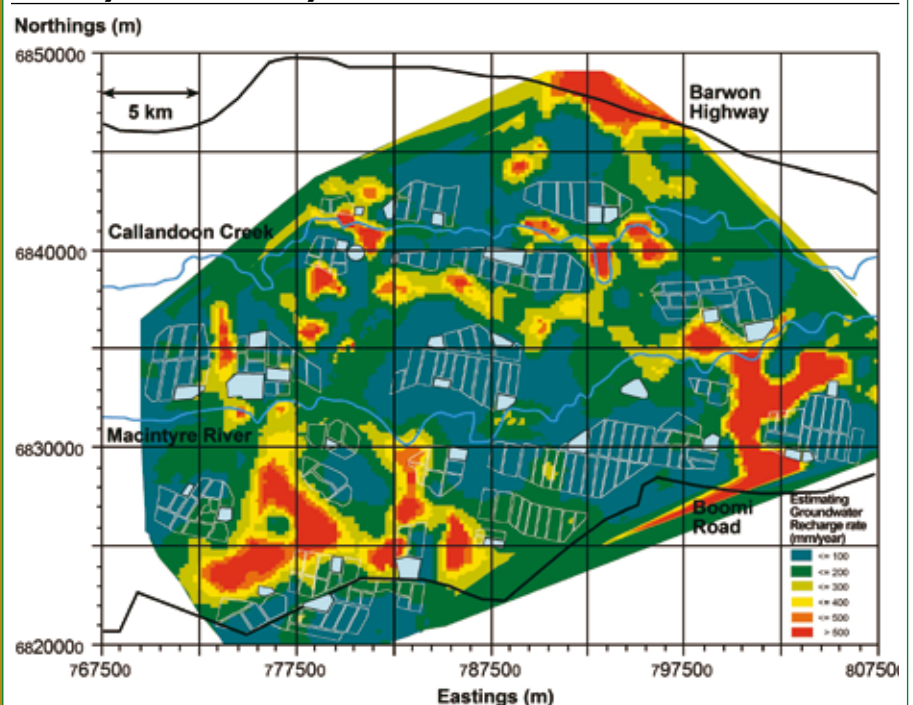 Northings (m)
6850000
5 km
Barwon
Highway
Callandoon Creek
6840000
Macintyre River
6830000
Boomi
Road
Estimating
Groundwater
Recharge rate
(mm/year)
<= 100
<= 200
<= 300
<= 400
<= 500
> 500
6820000
767500
777500
787500
797500
807500
Eastings (m)